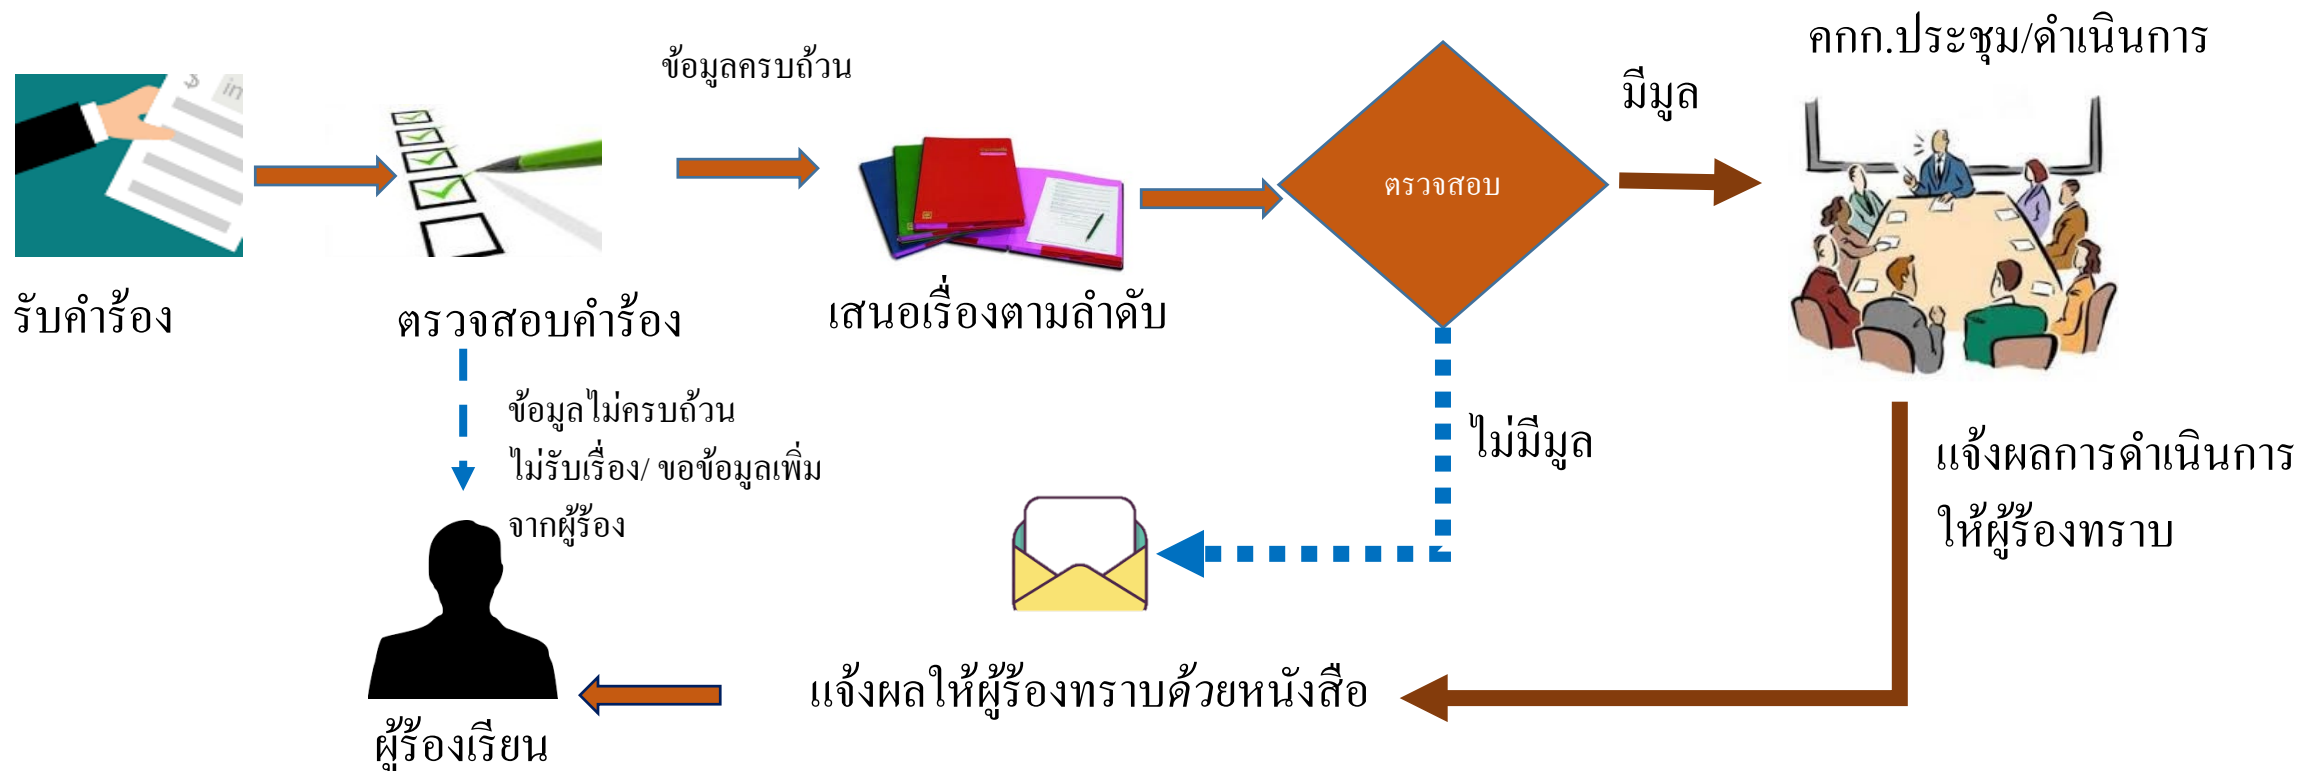 คกก.ประชุม/ดำเนินการ
ข้อมูลครบถ้วน
มีมูล
$
in
ตรวจสอบ
รับคำร้อง
ตรวจสอบคำร้อง
เสนอเรื่องตามลำดับ
ข้อมูลไม่ครบถ้วน
ไม่รับเรื่อง/ ขอข้อมูลเพิ่ม
จากผู้ร้อง
ไม่มีมูล
แจ้งผลการดำเนินการ
ให้ผู้ร้องทราบ
แจ้งผลให้ผู้ร้องทราบด้วยหนังสือ
ผู้ร้องเรียน